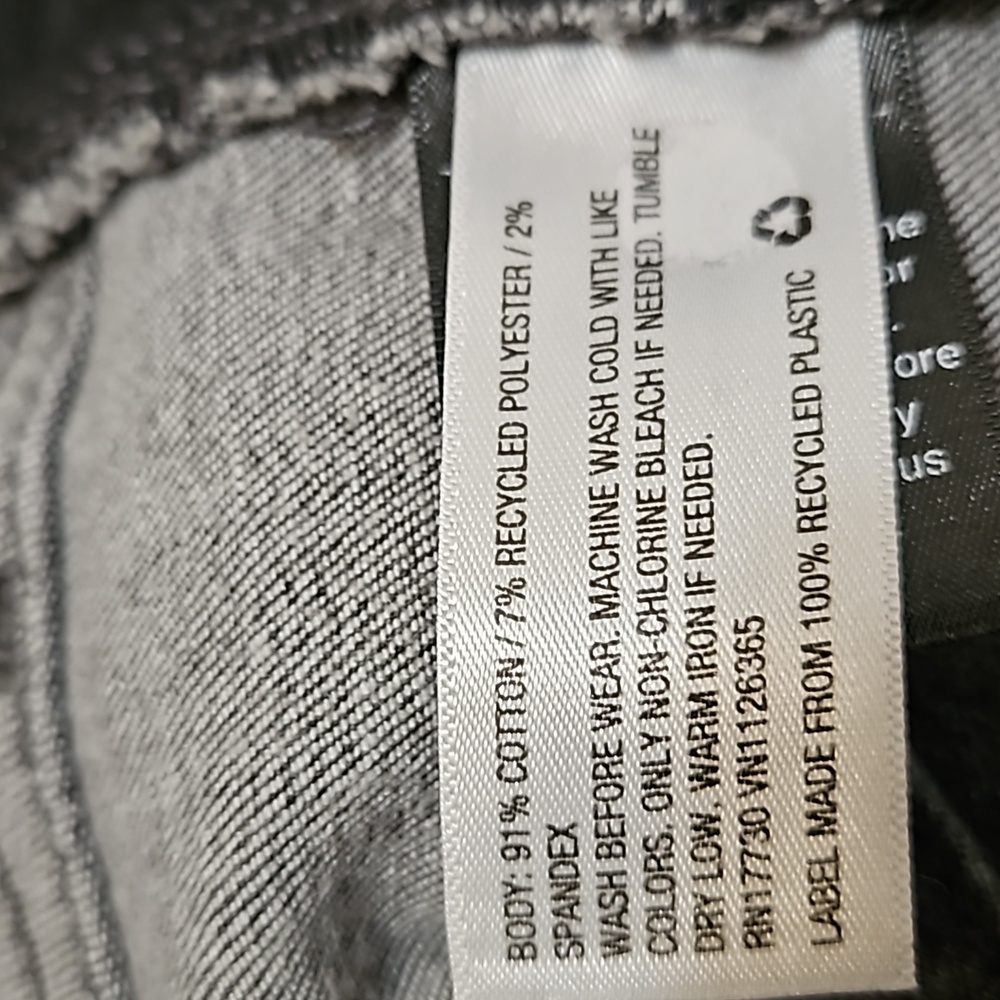 BODY: 91% COTTON / 7% RECYCLED POLYESTER / 2%
SPANDEX
WASH BEFORE WEAR. MACHINE WASH COLD WITH LIKE
COLORS. ONLY NON-CHLORINE BLEACH IF NEEDED. TUMBLE
DRY LOW. WARM IRON IF NEEDED.
RN17730 VN1126365
LABEL MADE FROM 100% RECYCLED PLASTIC
ore
y
us